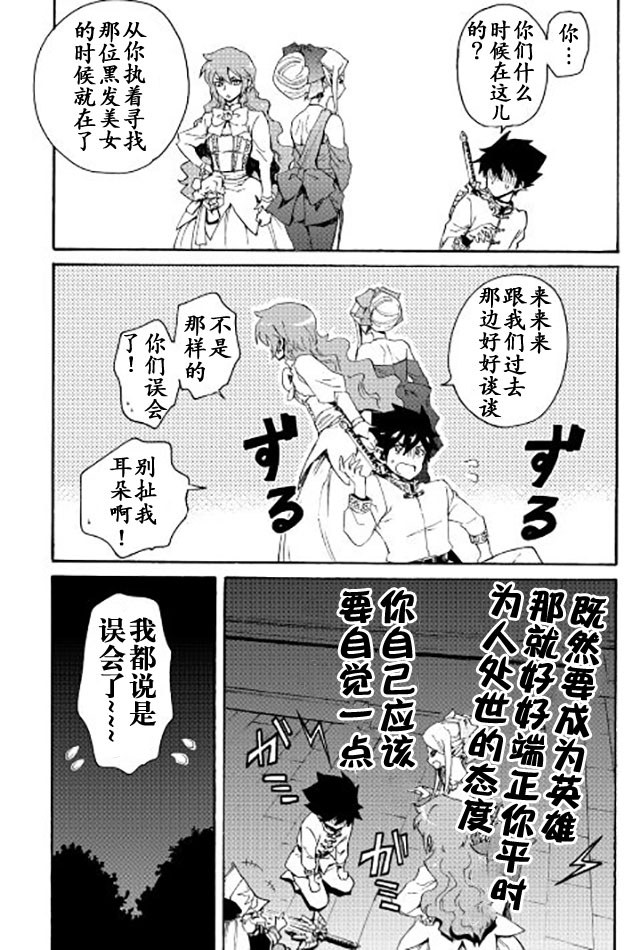 你…
你们什么
时候在这儿
的？
从你执着寻找
那位黑发美女
的时候就在了
来来来
跟我们过去
那边好好谈谈
不是
那样的
你们误会
了！
ずる
ずる
别扯我
耳朵啊！
既然要成为英雄
那就好好端正你平时
为人处世的态度
你自己应该
要自觉一点
我都说是
误会了~~~